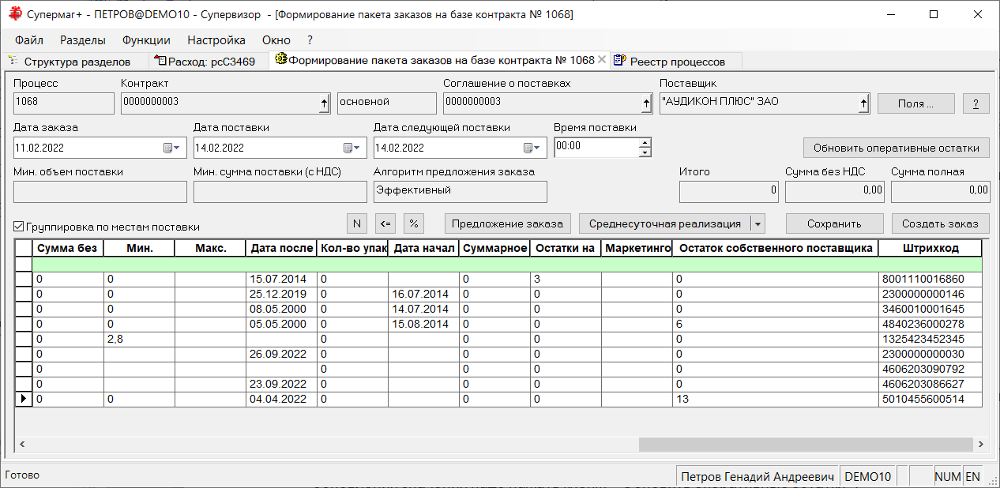 Супермаг+ - ПЕТРОВ@DEMO10 - Супервизор - [Формирование пакета заказов на базе контракта № 1068]
Файл Разделы Функции Настройка Окно ?
Структура разделов Расход: рсС3469 Формирование пакета заказов на базе контракта № 1068 Реестр процессов
Процесс Контракт Соглашение о поставках Поставщик
1068 0000000003 основной 0000000003 "АУДИКОН ПЛЮС" ЗАО Поля ... ?
Дата заказа Дата поставки Дата следующей поставки Время поставки
11.02.2022 14.02.2022 14.02.2022 00:00 Обновить оперативные остатки
Мин. объем поставки Мин. сумма поставки (с НДС) Алгоритм предложения заказа Итого Сумма без НДС Сумма полная
Эффективный 0 0,00 0,00
Группировка по местам поставки N <= % Предложение заказа Среднесуточная реализация Сохранить Создать заказ
Сумма без Мин. Макс. Дата после Кол-во упак Дата начал Суммарное Остатки на Маркетинго Остаток собственного поставщика Штрихкод
0 0 15.07.2014 0 0 3 0 8001110016860
0 0 25.12.2019 0 16.07.2014 0 0 0 2300000000146
0 0 08.05.2000 0 14.07.2014 0 0 0 3460010001645
0 0 05.05.2000 0 15.08.2014 0 0 6 4840236000278
0 2,8 0 0 0 0 1325423452345
0 26.09.2022 0 0 0 0 2300000000030
0 0 0 0 0 4606203090792
0 23.09.2022 0 0 0 0 4606203086627
0 0 04.04.2022 0 0 0 13 5010455600514
Готово Петров Генадий Андреевич DEMO10 NUM EN